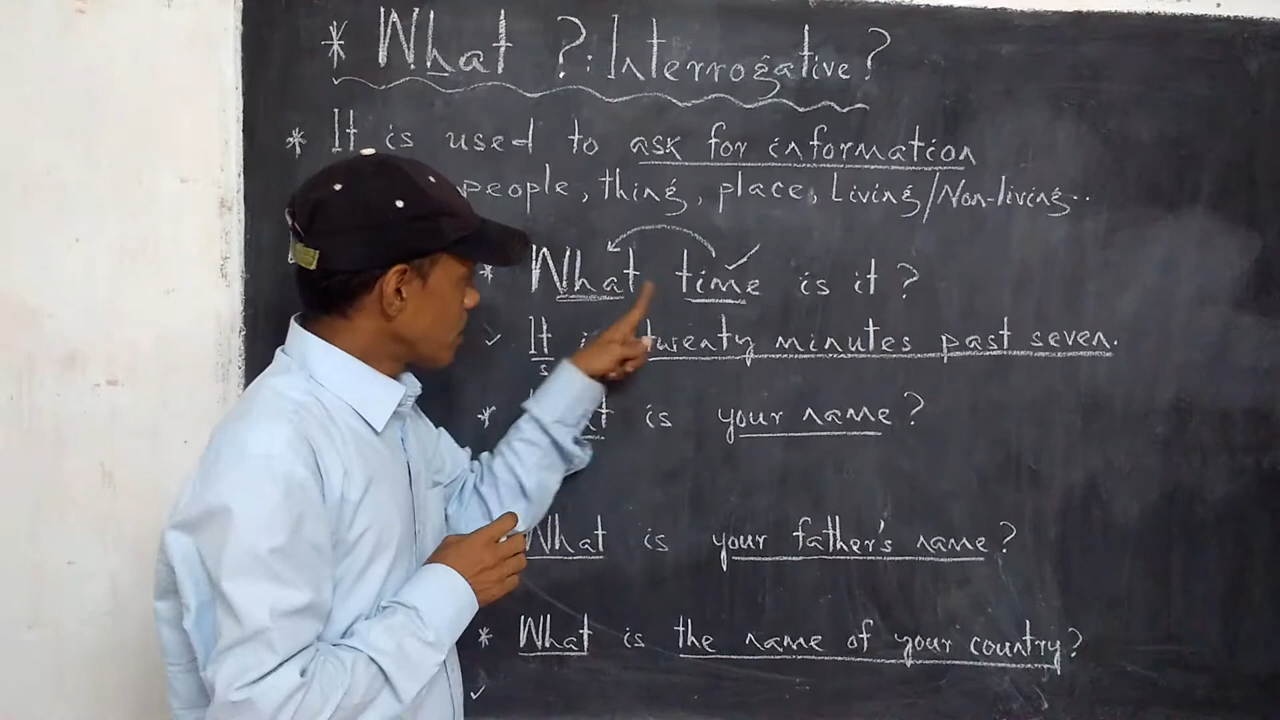 * What ?: Interrogative?
* It is used to ask for information
people, thing, place, Living/Non-living..
* What time is it?
✓ It twenty minutes past seven.
s
* is your name?
What is your father's name?
* What is the name of your country?
✓